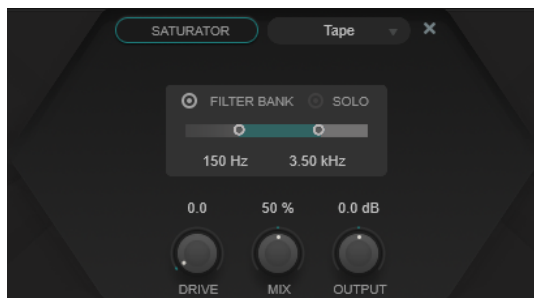 SATURATOR Tape
FILTER BANK SOLO
150 Hz 3.50 kHz
0.0 50 % 0.0 dB
DRIVE MIX OUTPUT